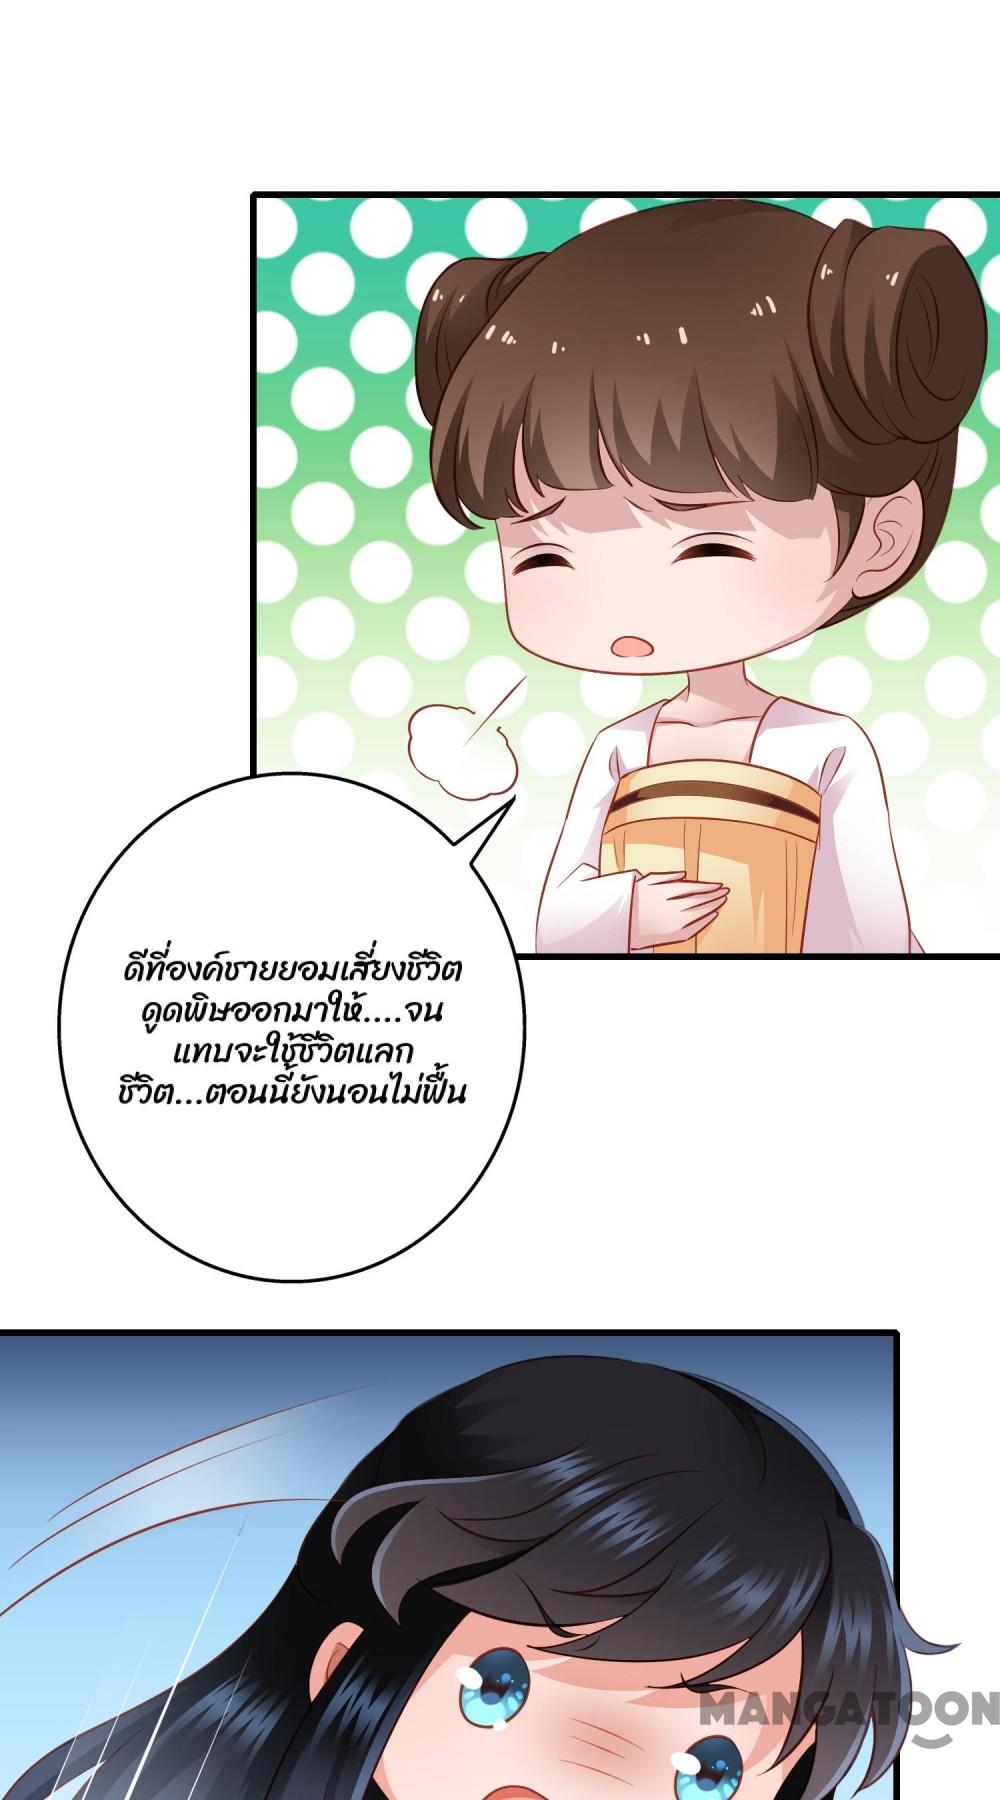 ดีที่องค์ชายยอมเสี่ยงชีวิต
ดูดพิษออกมาให้....จน
แทบจะใช้ชีวิตแลก
ชีวิต...ตอนนี้ยังนอนไม่ฟื้น
MANGATOON